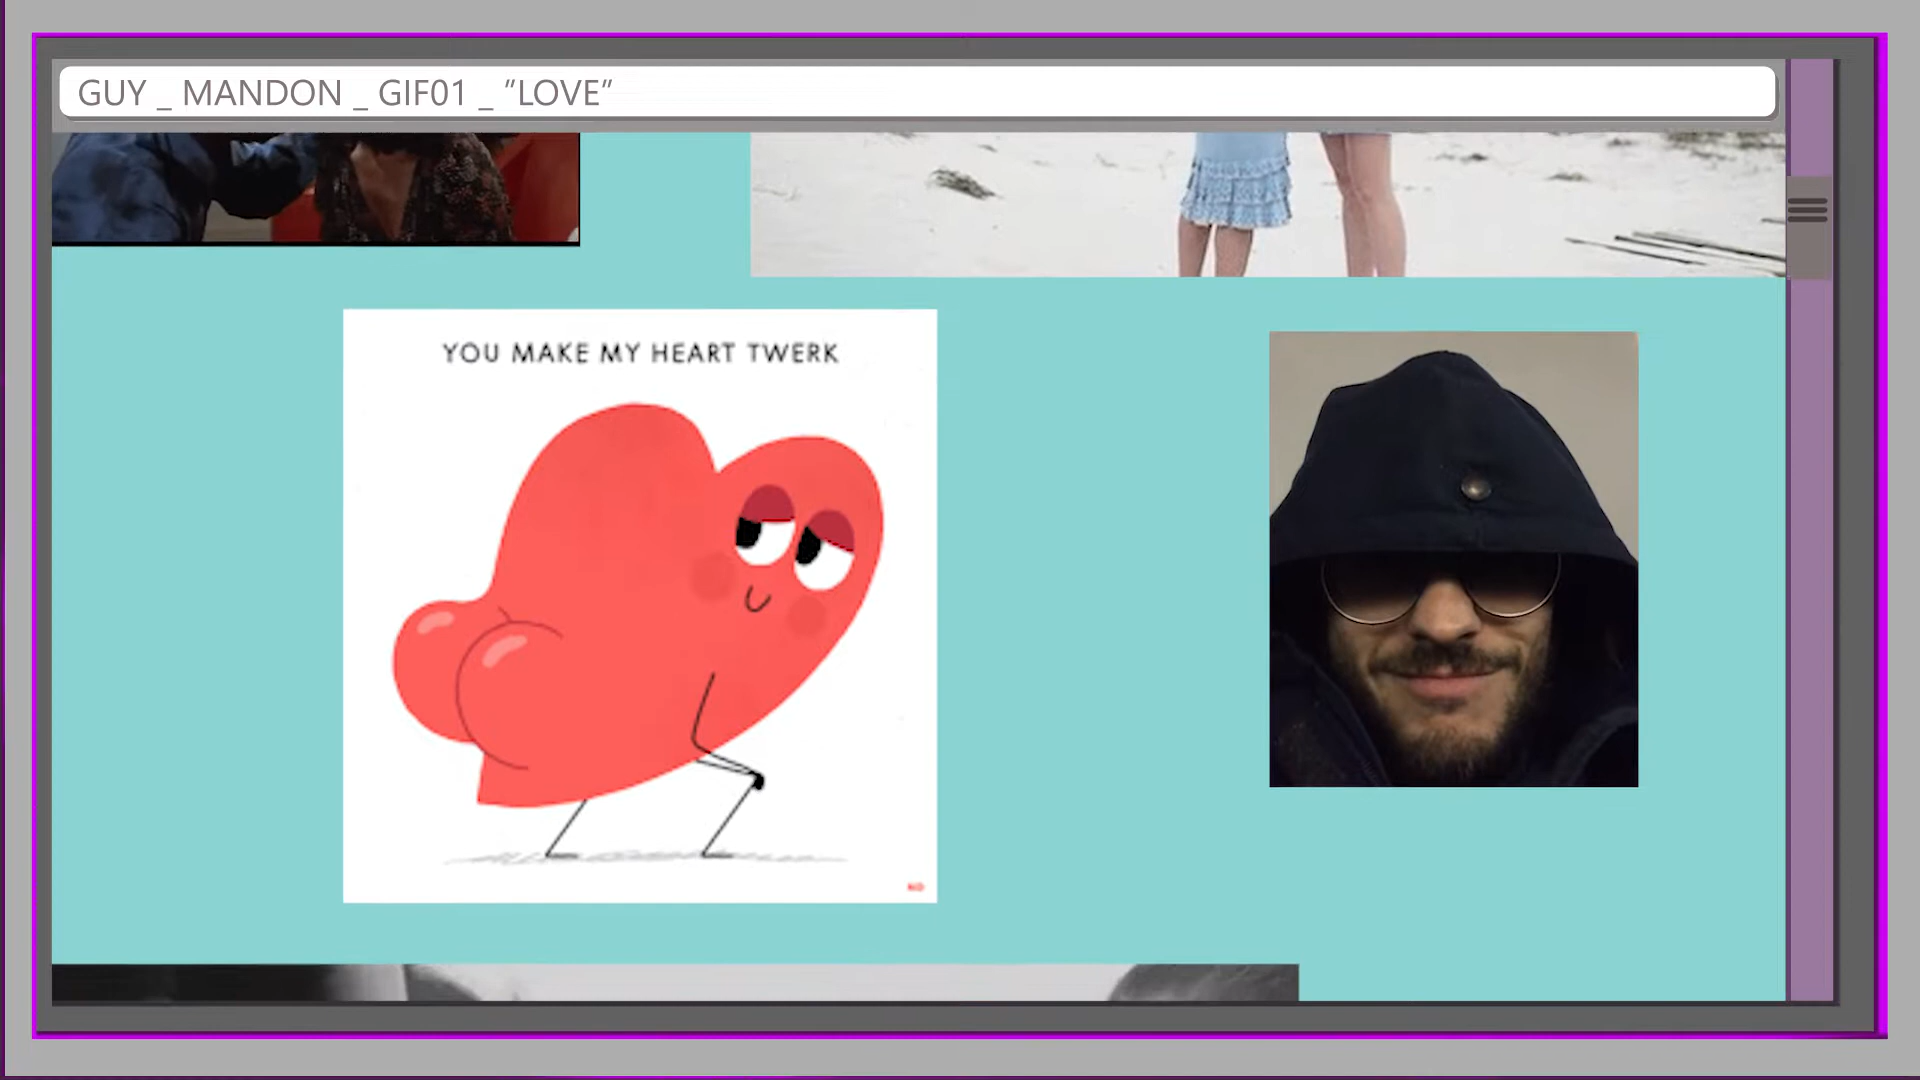 GUY _ MANDON _ GIF01 _ “LOVE”
YOU MAKE MY HEART TWERK